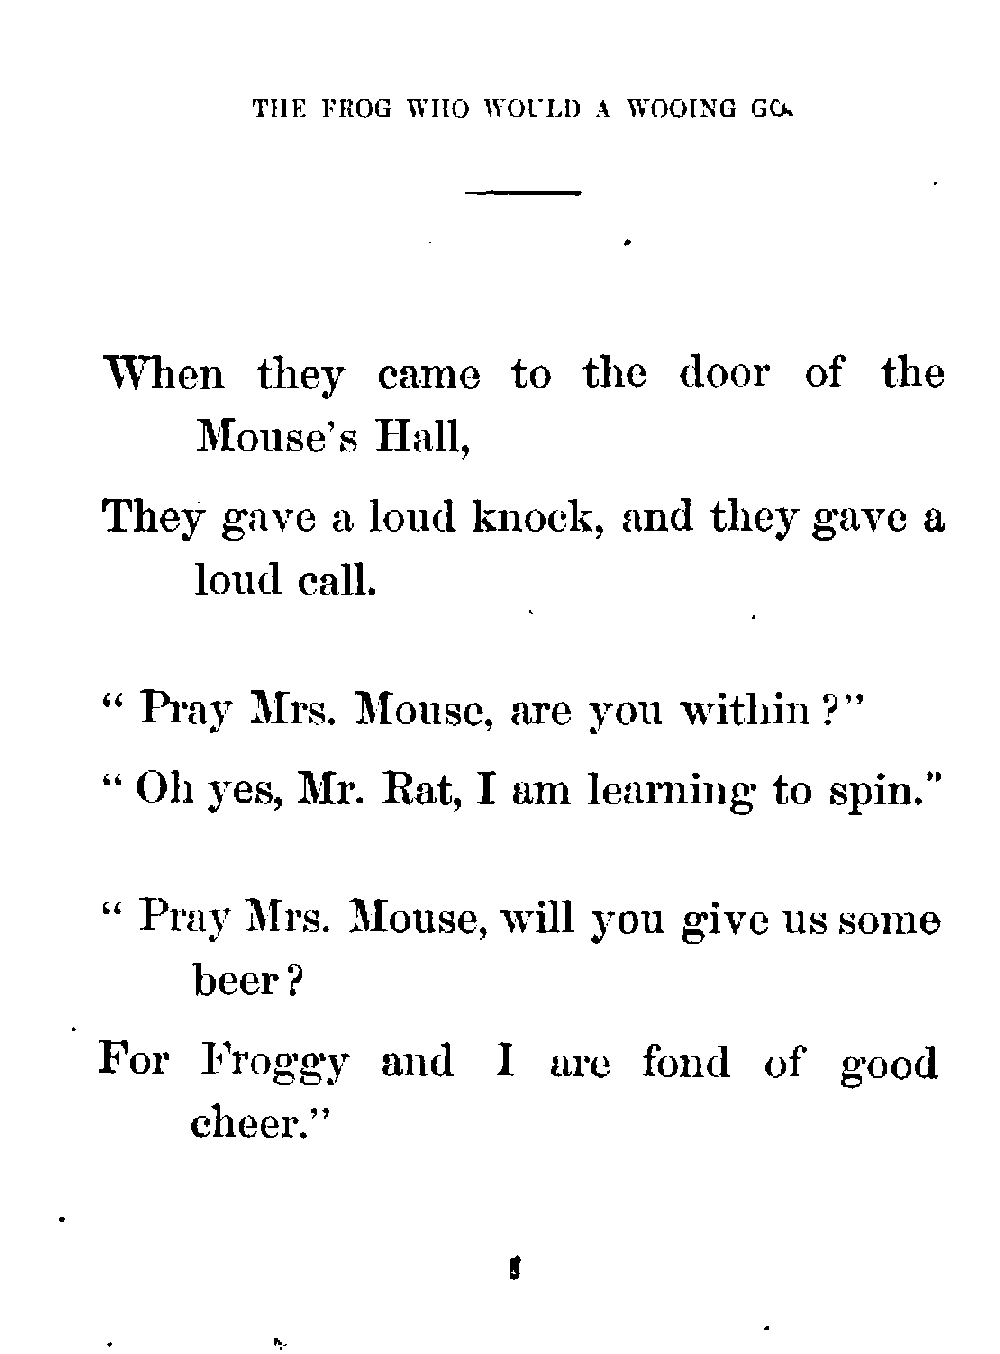 THE FROG WHO WOULD A WOOING GO.
When they came to the door of the
Mouse's Hall,
They gave a loud knock, and they gave a
loud call.
" Pray Mrs. Mouse, are you within ?"
" Oh yes, Mr. Rat, I am learning to spin."
" Pray Mrs. Mouse, will you give us some
beer ?
For Froggy and I are fond of good
cheer."